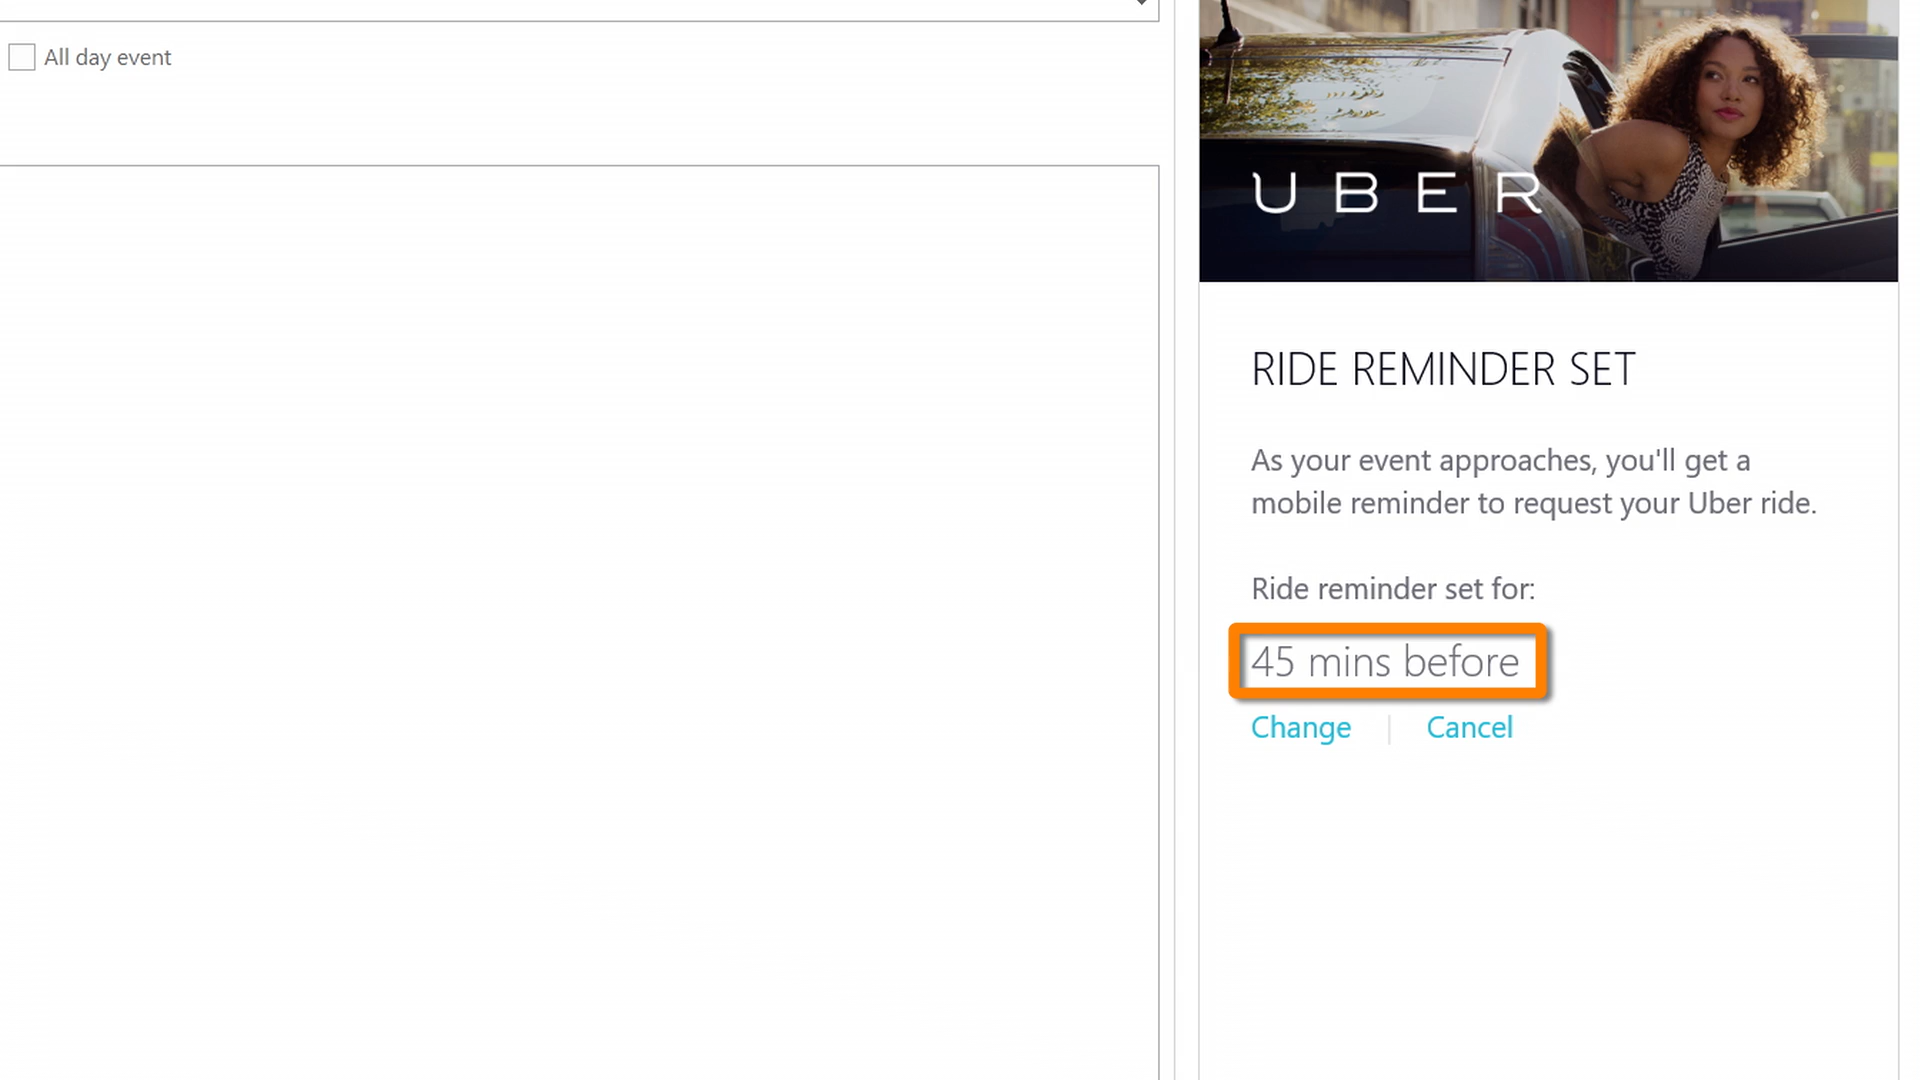 All day event
UBER
RIDE REMINDER SET
As your event approaches, you'll get a
mobile reminder to request your Uber ride.
Ride reminder set for:
45 mins before
Change | Cancel